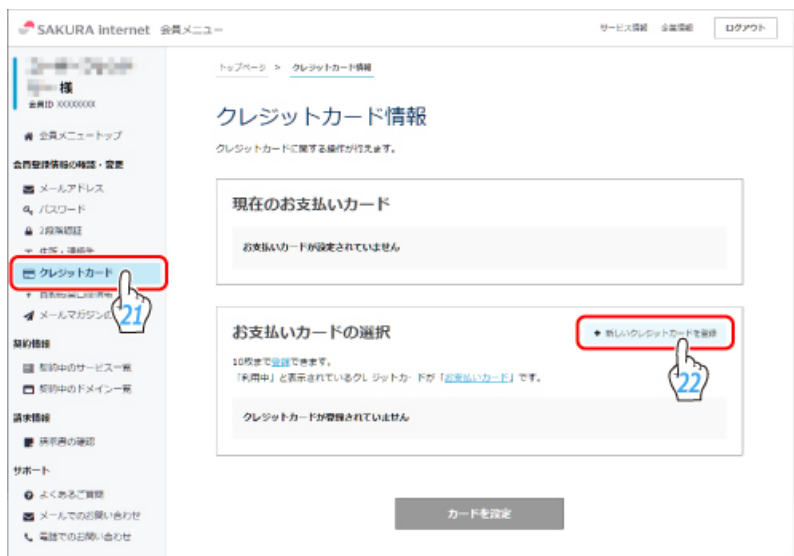 SAKURA internet 会員メニュー
サービス情報 企業情報 ログアウト
様
会員ID XXXXXXXX
会員メニュートップ
会員登録情報の確認・変更
メールアドレス
パスワード
2段階認証
住所・連絡先
クレジットカード
メールマガジンの
21
契約情報
契約中のサービス一覧
契約中のドメイン一覧
請求情報
請求書の確認
サポート
よくあるご質問
メールでのお問い合わせ
電話でのお問い合わせ
トップページ > クレジットカード情報
クレジットカード情報
クレジットカードに関する操作が行えます。
現在のお支払いカード
お支払いカードが設定されていません
お支払いカードの選択
新しいクレジットカードを登録
22
10枚まで登録できます。
「利用中」と表示されているクレジットカードが「お支払いカード」です。
クレジットカードが登録されていません
カードを設定